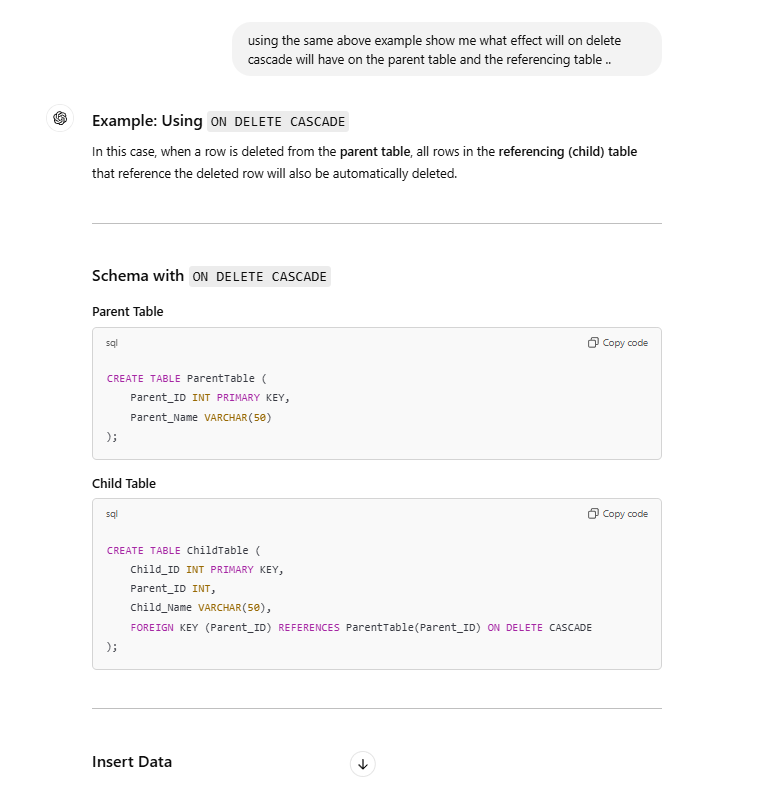 using the same above example show me what effect will on delete
cascade will have on the parent table and the referencing table ..
Example: Using ON DELETE CASCADE
In this case, when a row is deleted from the parent table, all rows in the referencing (child) table
that reference the deleted row will also be automatically deleted.
Schema with ON DELETE CASCADE
Parent Table
sql Copy code
CREATE TABLE ParentTable (
    Parent_ID INT PRIMARY KEY,
    Parent_Name VARCHAR(50)
);
Child Table
sql Copy code
CREATE TABLE ChildTable (
    Child_ID INT PRIMARY KEY,
    Parent_ID INT,
    Child_Name VARCHAR(50),
    FOREIGN KEY (Parent_ID) REFERENCES ParentTable(Parent_ID) ON DELETE CASCADE
);
Insert Data